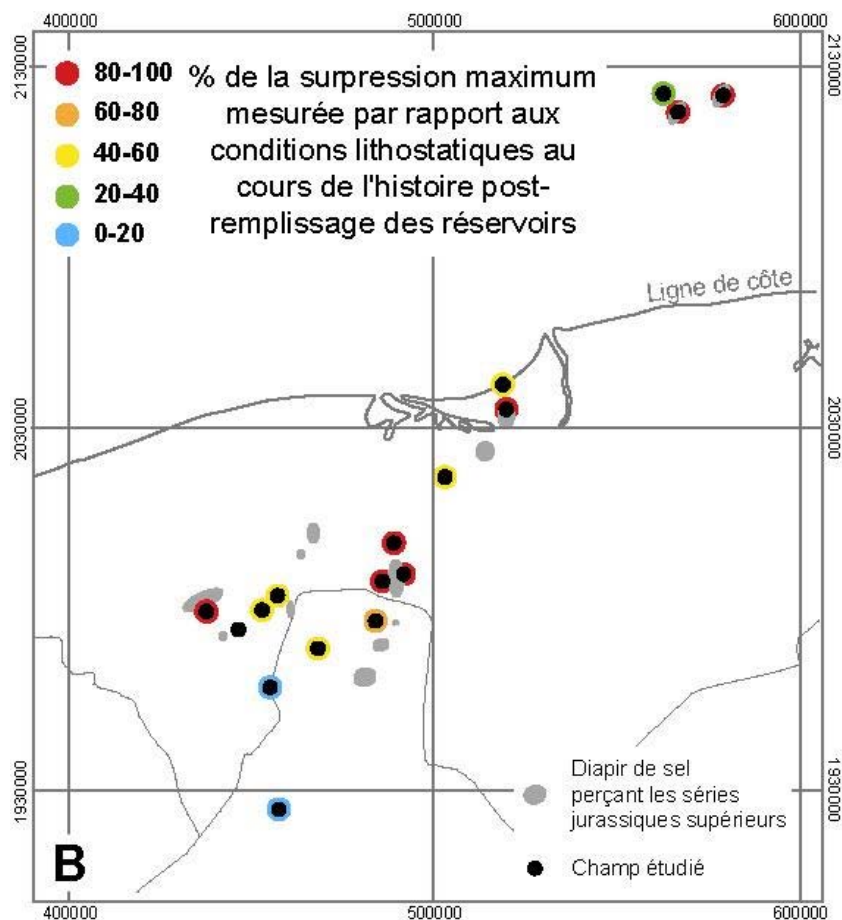 400000
500000
600000
2130000
2130000
80-100
60-80
40-60
20-40
0-20
% de la surpression maximum
mesurée par rapport aux
conditions lithostatiques au
cours de l'histoire post-
remplissage des réservoirs
Ligne de côte
2030000
2030000
1930000
1930000
Diapir de sel
perçant les séries
jurassiques supérieurs
Champ étudié
B
400000
500000
600000